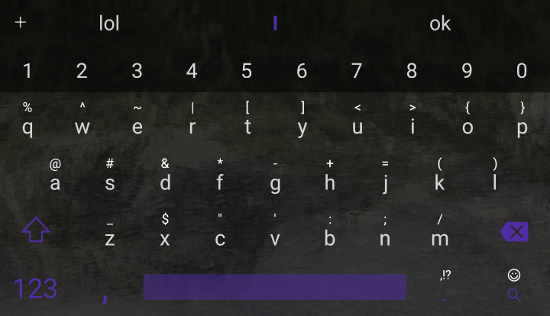 + lol I ok
1 2 3 4 5 6 7 8 9 0
% ^ ~ | [ ] < > { }
q w e r t y u i o p
@ # & * - + = ( )
a s d f g h j k l
_ $ " ' : ; /
z x c v b n m
,!?
123 ,